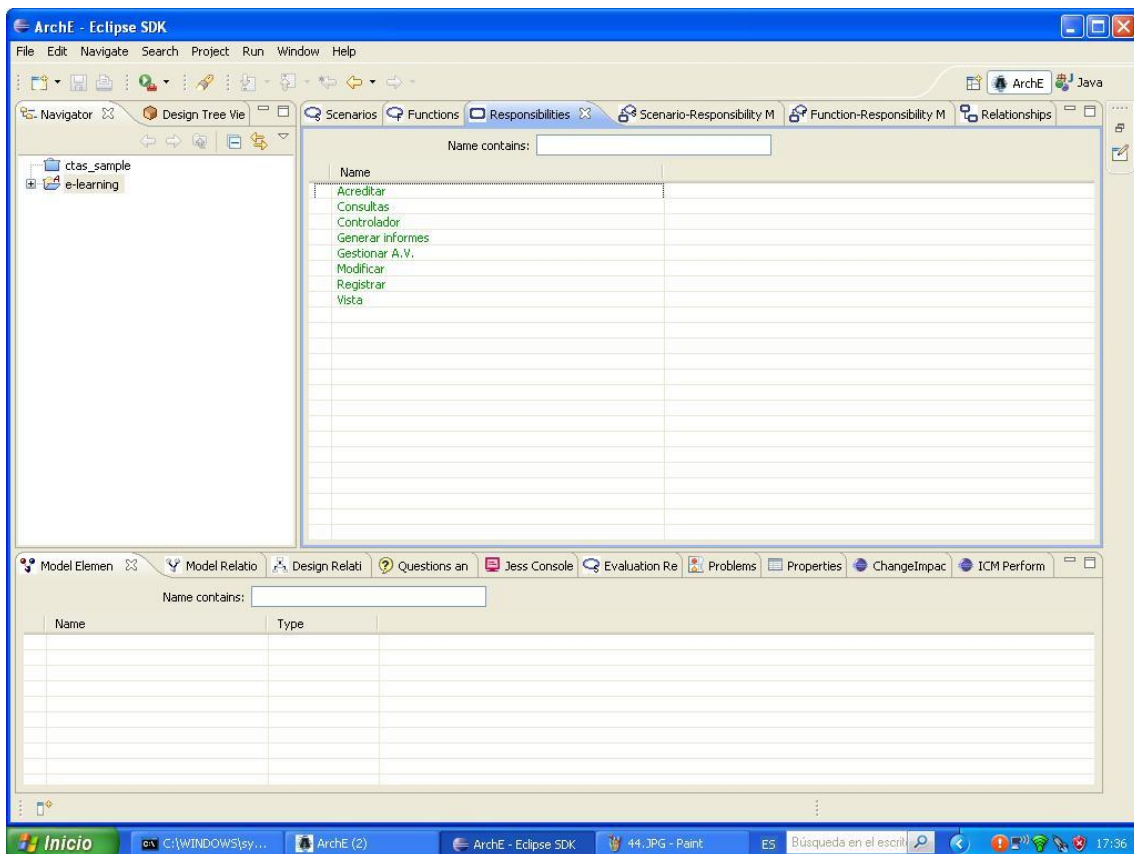 ArchE - Eclipse SDK
File Edit Navigate Search Project Run Window Help
ArchE Java
Navigator Design Tree Vie Scenarios Functions Responsibilities Scenario-Responsibility M Function-Responsibility M Relationships
Name contains:
ctas_sample
e-learning
Name
Acreditar
Consultas
Controlador
Generar informes
Gestionar A.V.
Modificar
Registrar
Vista
Model Elemen Model Relatio Design Relati Questions an Jess Console Evaluation Re Problems Properties ChangeImpac ICM Perform
Name contains:
Name Type
Inicio C:\WINDOWS\sy... ArchE (2) ArchE - Eclipse SDK 44.JPG - Paint ES Búsqueda en el escrit 17:36